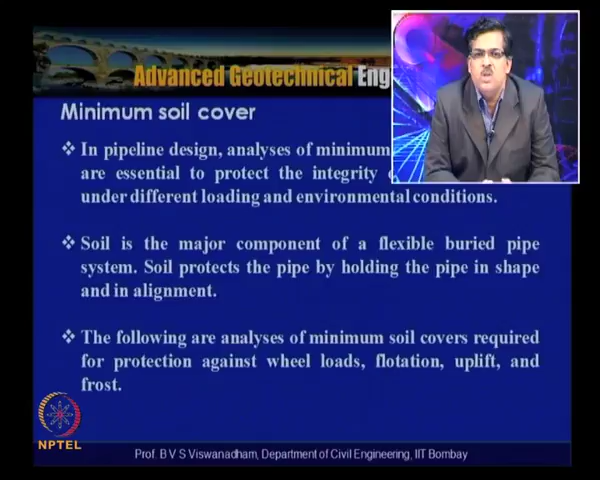 Advanced Geotechnical Eng
Minimum soil cover
❖ In pipeline design, analyses of minimum
are essential to protect the integrity
under different loading and environmental conditions.
❖ Soil is the major component of a flexible buried pipe
system. Soil protects the pipe by holding the pipe in shape
and in alignment.
❖ The following are analyses of minimum soil covers required
for protection against wheel loads, flotation, uplift, and
frost.
NPTEL
Prof. B V S Viswanadham, Department of Civil Engineering, IIT Bombay